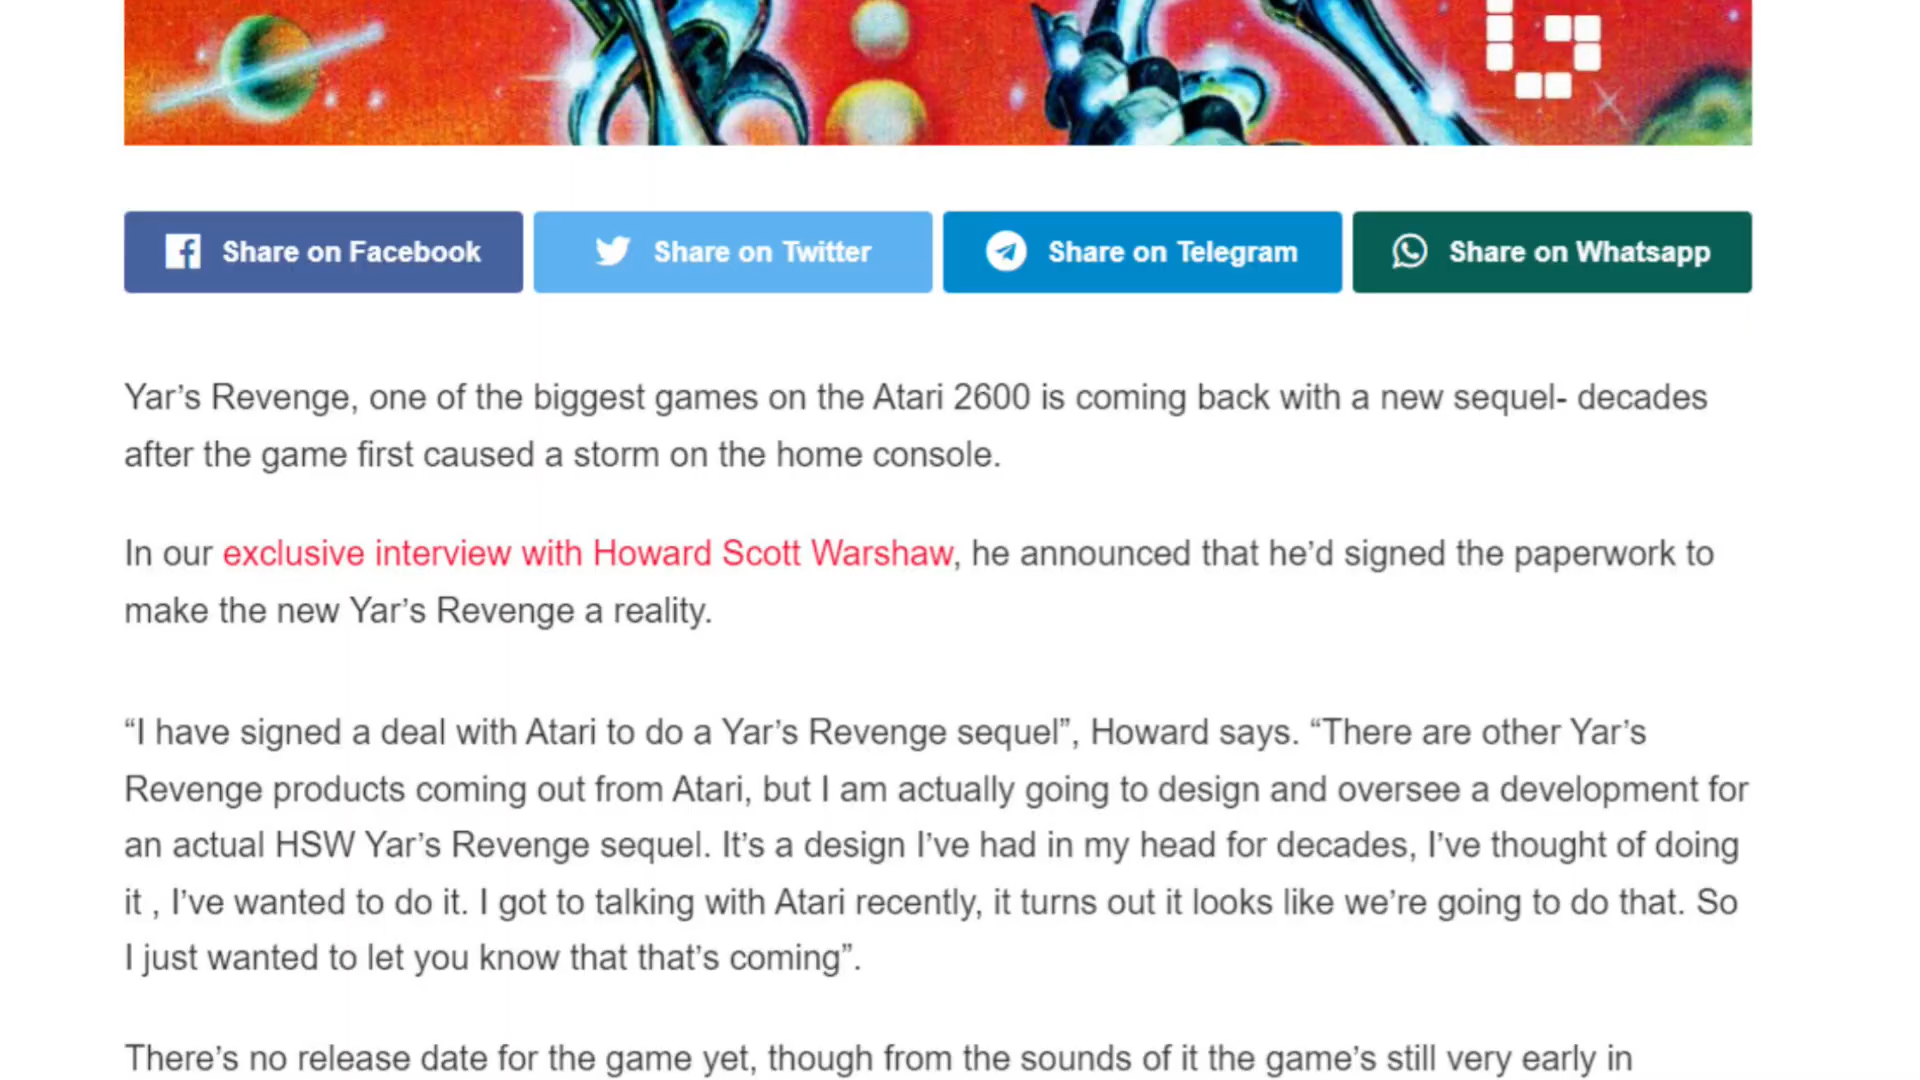 Share on Facebook
Share on Twitter
Share on Telegram
Share on Whatsapp
Yar’s Revenge, one of the biggest games on the Atari 2600 is coming back with a new sequel- decades
after the game first caused a storm on the home console.
In our exclusive interview with Howard Scott Warshaw, he announced that he’d signed the paperwork to
make the new Yar’s Revenge a reality.
“I have signed a deal with Atari to do a Yar’s Revenge sequel”, Howard says. “There are other Yar’s
Revenge products coming out from Atari, but I am actually going to design and oversee a development for
an actual HSW Yar’s Revenge sequel. It’s a design I’ve had in my head for decades, I’ve thought of doing
it , I’ve wanted to do it. I got to talking with Atari recently, it turns out it looks like we’re going to do that. So
I just wanted to let you know that that’s coming”.
There’s no release date for the game yet, though from the sounds of it the game’s still very early in